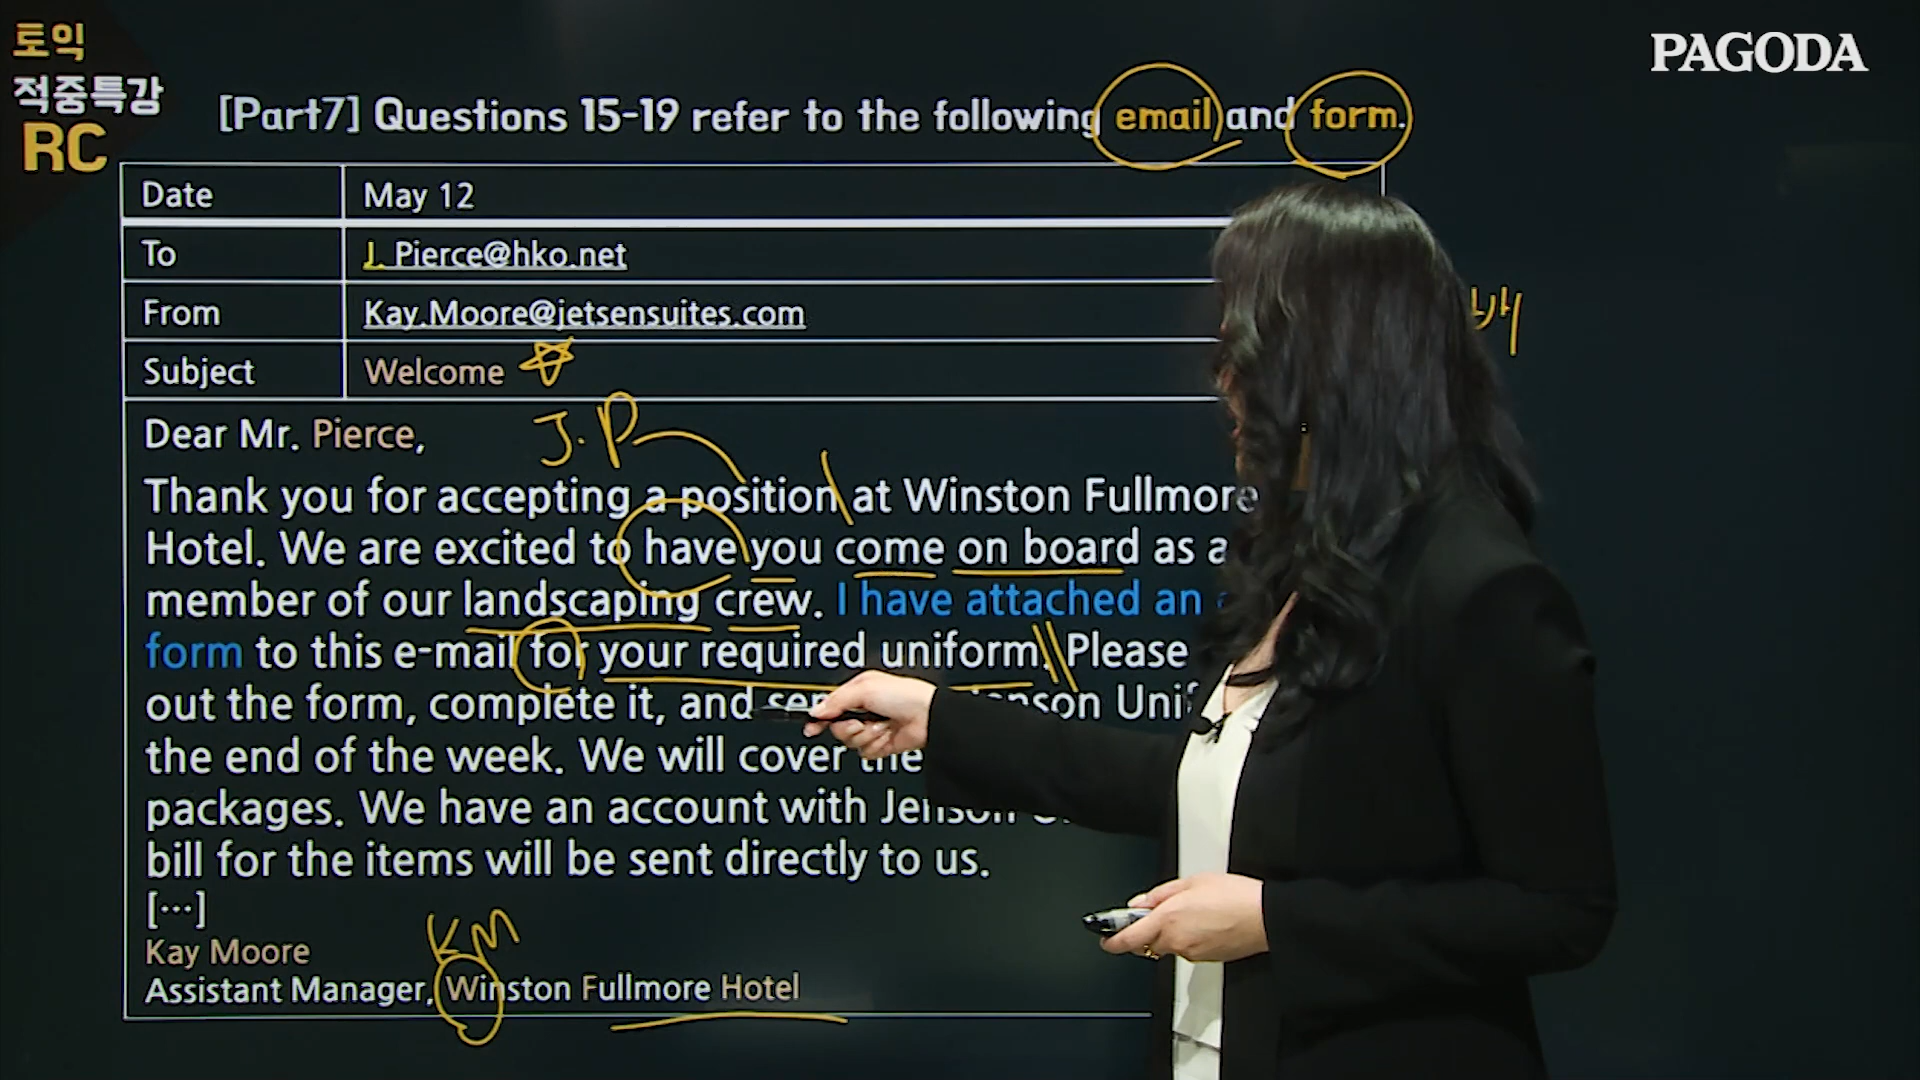 토익
적중특강
RC
PAGODA
[Part7] Questions 15-19 refer to the following email and form.
Date May 12
To J. Pierce@hko.net
From Kay.Moore@jetsensuites.com
Subject Welcome
J.P
Dear Mr. Pierce,
Thank you for accepting a position at Winston Fullmore
Hotel. We are excited to have you come on board as a
member of our landscaping crew. I have attached an
form to this e-mail for your required uniform. Please
out the form, complete it, and
the end of the week. We will cover the
packages. We have an account with
bill for the items will be sent directly to us.
[...]
KM
Kay Moore
Assistant Manager, Winston Fullmore Hotel